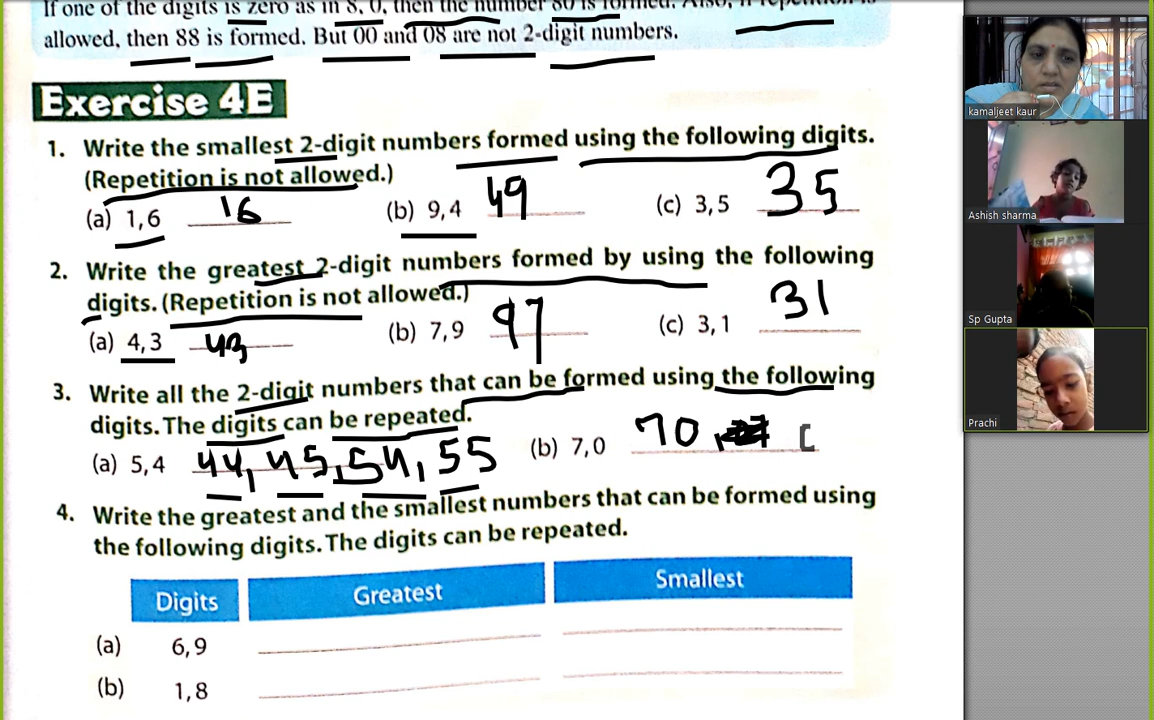 If one of the digits is zero as in 8, 0, then the number 80 is formed. Also, if repetition is
allowed, then 88 is formed. But 00 and 08 are not 2-digit numbers.
Exercise 4E
1. Write the smallest 2-digit numbers formed using the following digits.
(Repetition is not allowed.)
(a) 1,6 16 (b) 9,4 49 (c) 3,5 35
2. Write the greatest 2-digit numbers formed by using the following
digits. (Repetition is not allowed.)
(a) 4,3 43 (b) 7,9 97 (c) 3,1 31
3. Write all the 2-digit numbers that can be formed using the following
digits. The digits can be repeated.
(a) 5,4 44, 45, 54, 55 (b) 7,0 70
4. Write the greatest and the smallest numbers that can be formed using
the following digits. The digits can be repeated.
Digits Greatest Smallest
(a) 6,9
(b) 1,8
kamaljeet kaur
Ashish sharma
Sp Gupta
Prachi